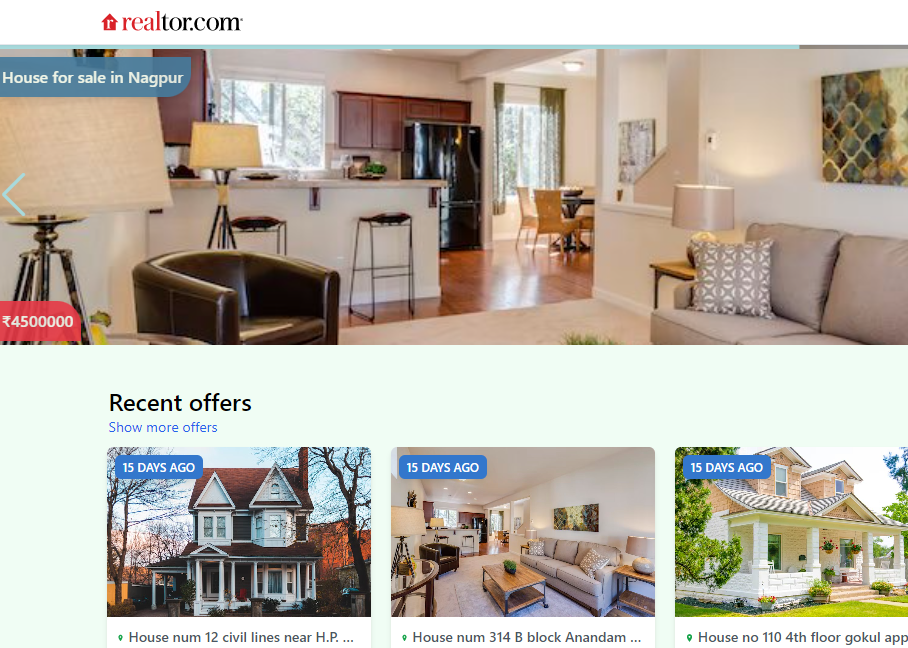 realtor.com
House for sale in Nagpur
₹4500000
Recent offers
Show more offers
15 DAYS AGO
15 DAYS AGO
15 DAYS AGO
House num 12 civil lines near H.P. ...
House num 314 B block Anandam ...
House no 110 4th floor gokul app